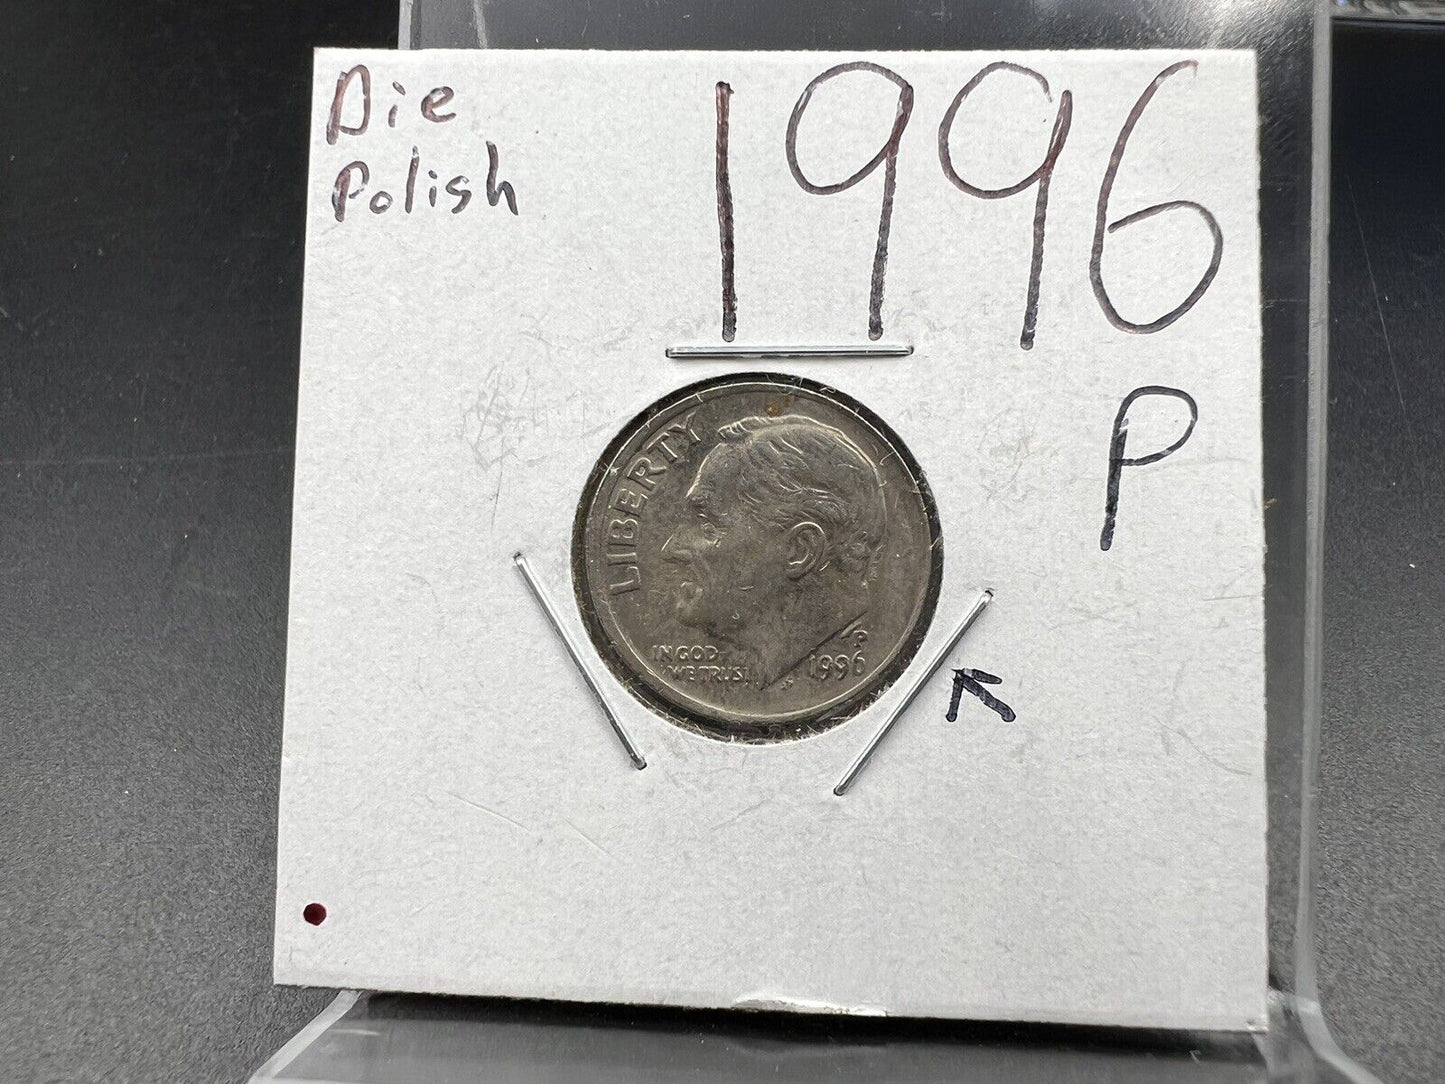 Die
Polish
1996
P
LIBERTY
IN GOD
WE TRUST
P
1996